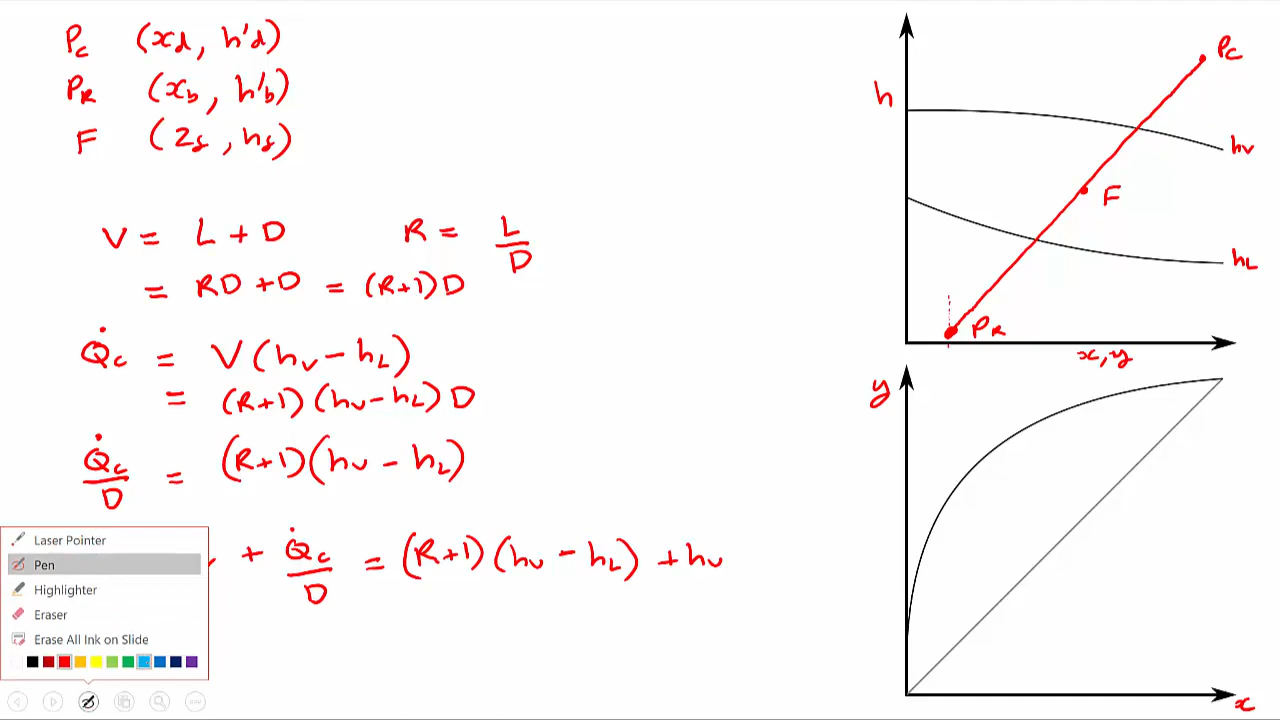 Pc (xd, h'd)
PR (xb, h'b)
F (zf, hf)
V = L + D R = L/D
= RD + D = (R+1) D
Q̇c = V (hv - hL)
= (R+1) (hv - hL) D
Q̇c/D = (R+1) (hv - hL)
+ Q̇c/D = (R+1) (hv - hL) + hv
Laser Pointer
Pen
Highlighter
Eraser
Erase All Ink on Slide
h
Pc
hv
F
hL
PR
x, y
y
x